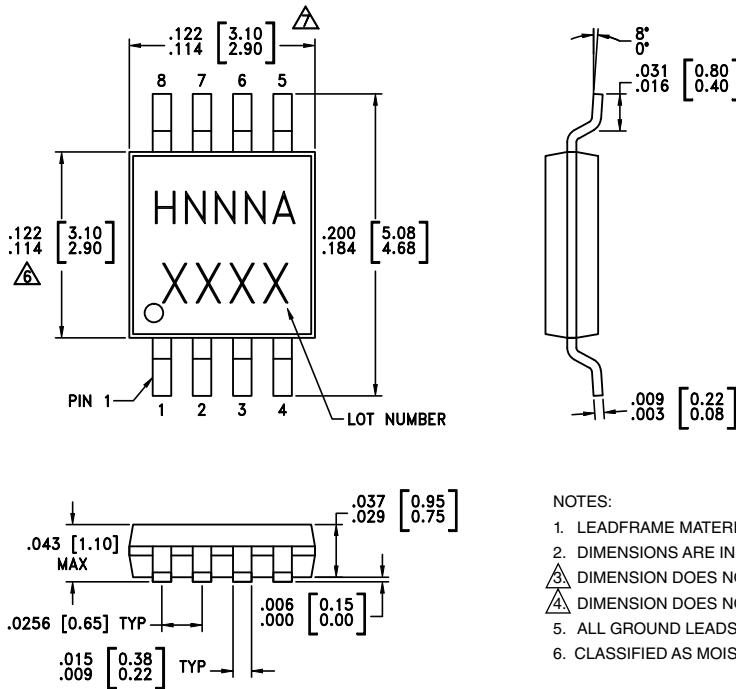 .122 [3.10]
.114 [2.90]
7
8 7 6 5
8°
0°
.031 [0.80]
.016 [0.40]
HNNNA
XXXX
.122 [3.10]
.114 [2.90]
6
.200 [5.08]
.184 [4.68]
PIN 1
1 2 3 4
LOT NUMBER
.009 [0.22]
.003 [0.08]
.037 [0.95]
.029 [0.75]
.043 [1.10]
MAX
.0256 [0.65] TYP
.006 [0.15]
.000 [0.00]
.015 [0.38]
.009 [0.22]
TYP
NOTES:
1. LEADFRAME
2. DIMENSIONS ARE IN
3. DIMENSION DOES
4. DIMENSION DOES
5. ALL GROUND LEADS
6. CLASSIFIED AS